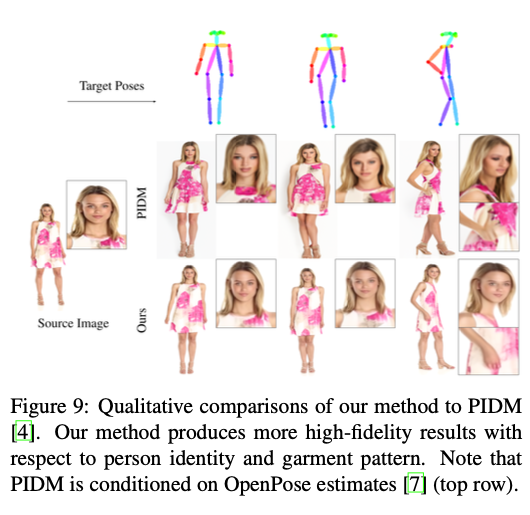 Target Poses
PIDM
Source Image
Ours
Figure 9: Qualitative comparisons of our method to PIDM
[4]. Our method produces more high-fidelity results with
respect to person identity and garment pattern. Note that
PIDM is conditioned on OpenPose estimates [7] (top row).